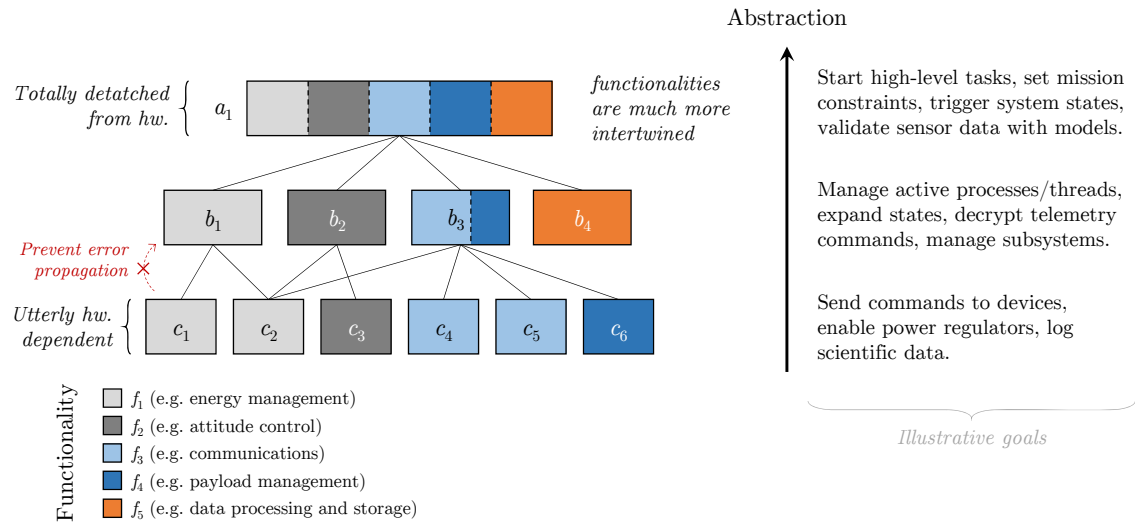 Abstraction
Totally detatched
from hw.
a1
functionalities
are much more
intertwined
Start high-level tasks, set mission
constraints, trigger system states,
validate sensor data with models.
b1
b2
b3
b4
Manage active processes/threads,
expand states, decrypt telemetry
commands, manage subsystems.
Prevent error
propagation
Utterly hw.
dependent
c1
c2
c3
c4
c5
c6
Send commands to devices,
enable power regulators, log
scientific data.
Illustrative goals
Functionality
f1 (e.g. energy management)
f2 (e.g. attitude control)
f3 (e.g. communications)
f4 (e.g. payload management)
f5 (e.g. data processing and storage)